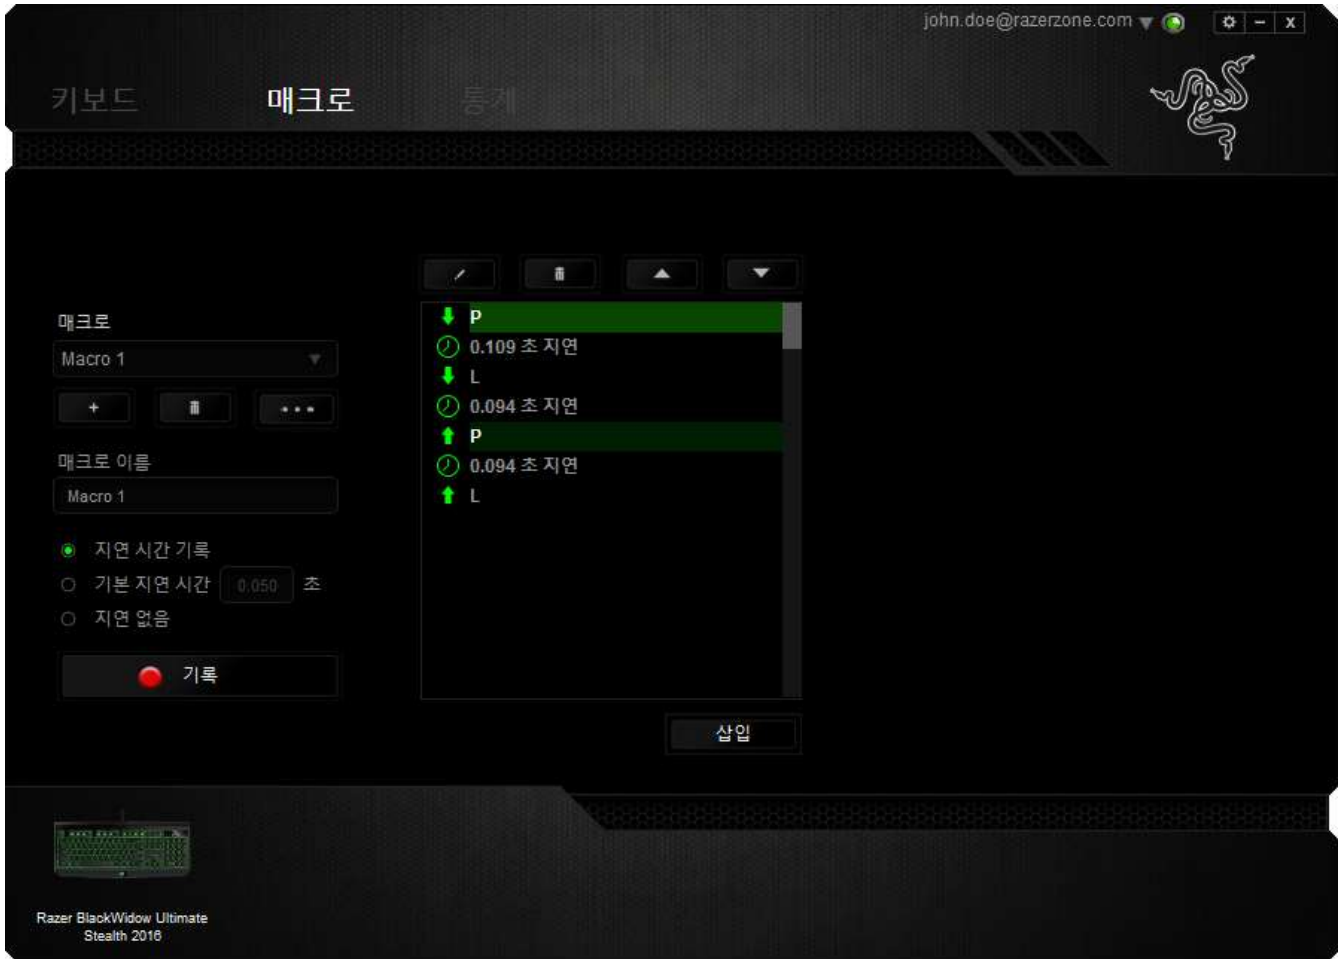 john.doe@razerzone.com
키보드 매크로 통계
매크로
Macro 1
매크로 이름
Macro 1
지연 시간 기록
기본 지연 시간 0.050 초
지연 없음
기록
P
0.109 초 지연
L
0.094 초 지연
P
0.094 초 지연
L
삽입
Razer BlackWidow Ultimate
Stealth 2016